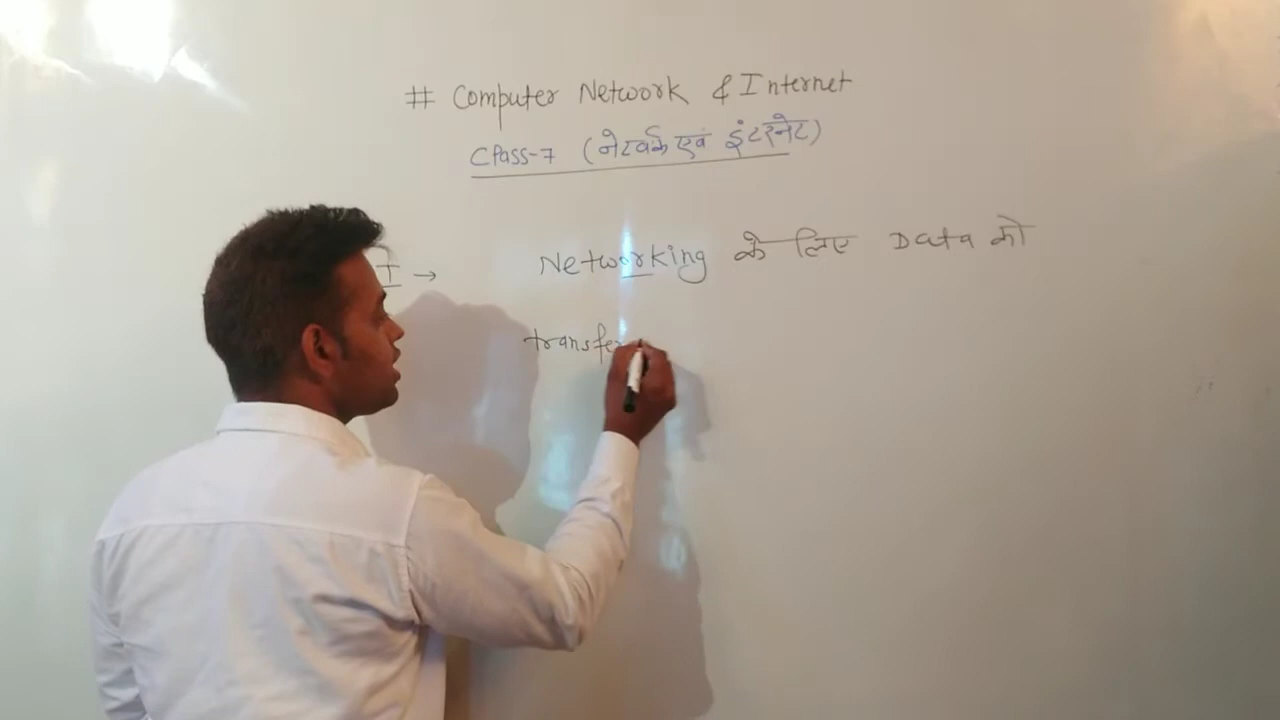 # Computer Network & Internet
Class-7 (नेटवर्क एवं इंटरनेट)
I → Networking के लिए Data को
transfer